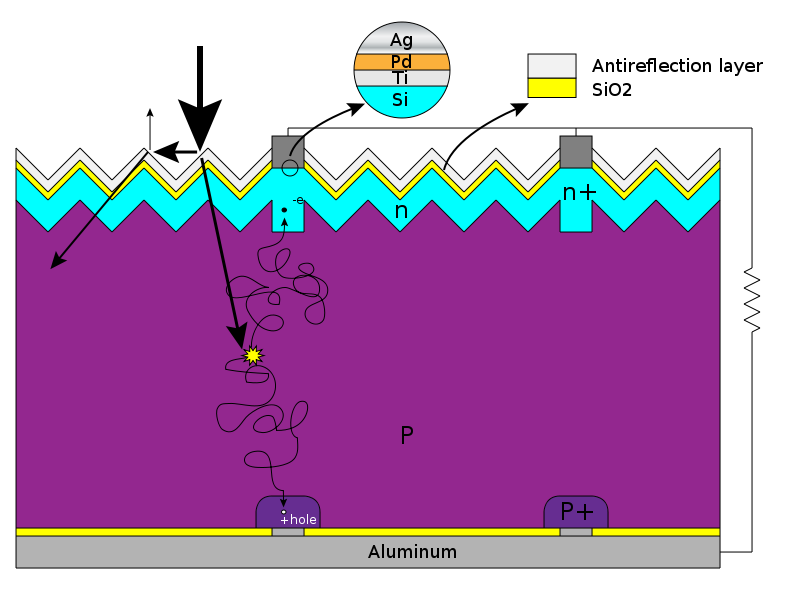 Ag
Pd
Ti
Si
Antireflection layer
SiO2
n+
-e
n
P
P+
+hole
Aluminum